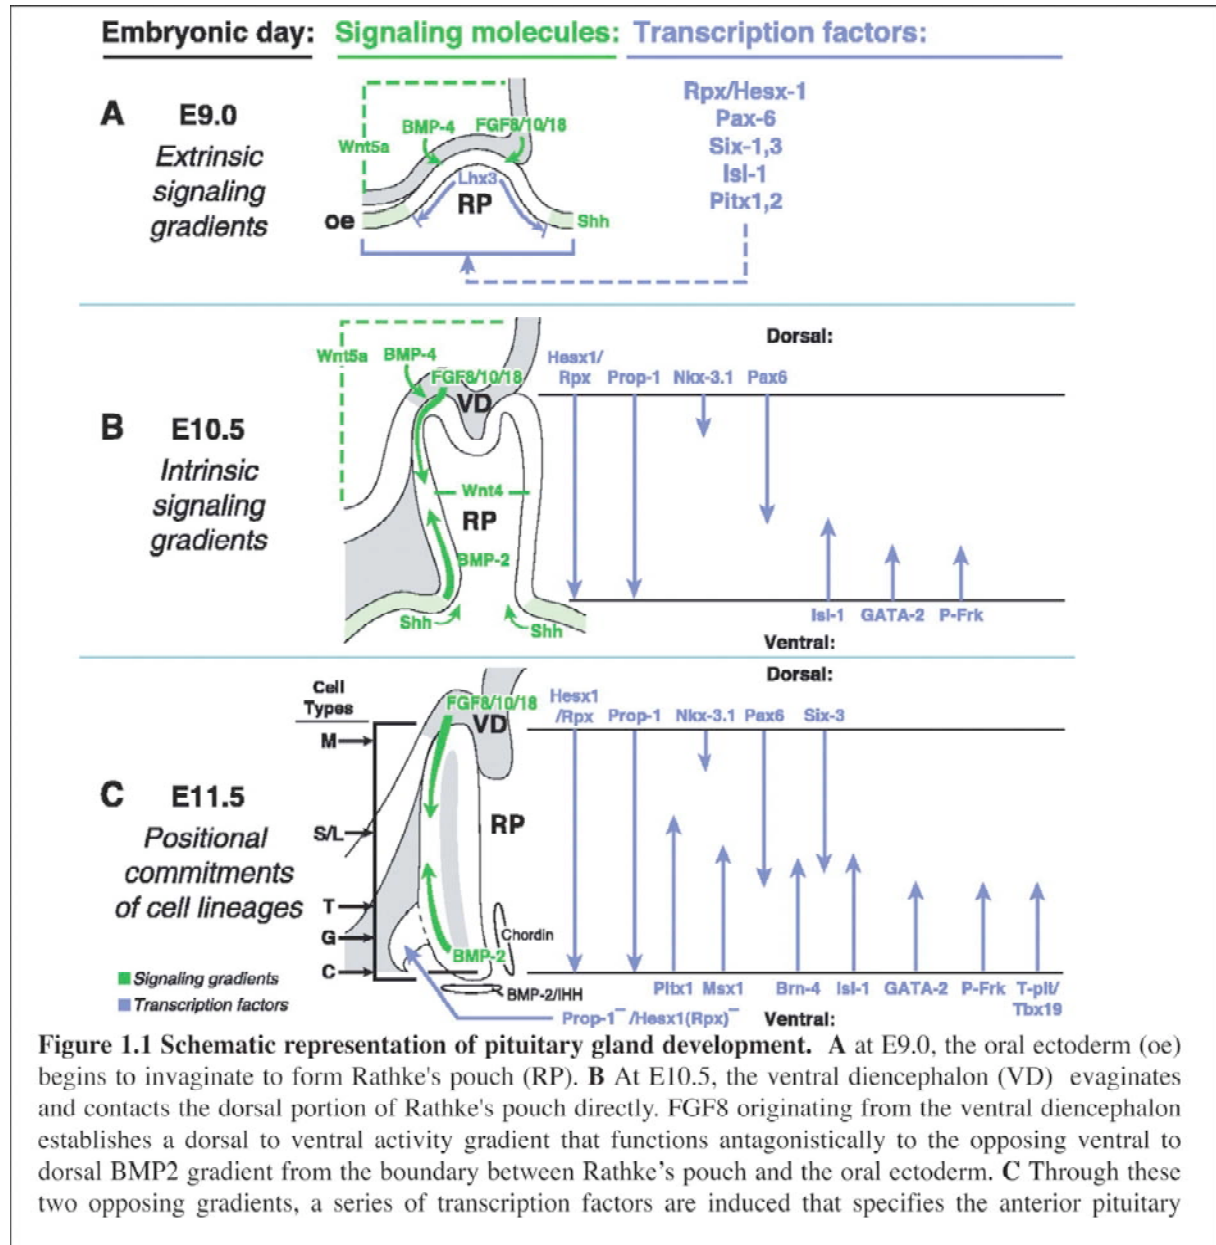 Embryonic day: Signaling molecules: Transcription factors:
A E9.0
Extrinsic
signaling
gradients
Wnt5a
BMP-4
FGF8/10/18
Lhx3
RP
oe
Shh
Rpx/Hesx-1
Pax-6
Six-1,3
Isl-1
Pitx1,2
B E10.5
Intrinsic
signaling
gradients
Wnt5a
BMP-4
FGF8/10/18
VD
Wnt4
RP
BMP-2
Shh
Shh
Dorsal:
Hesx1/
Rpx Prop-1 Nkx-3.1 Pax6
Isl-1 GATA-2 P-Frk
Ventral:
C E11.5
Positional
commitments
of cell lineages
Cell
Types
M
S/L
T
G
C
FGF8/10/18
VD
RP
BMP-2
Chordin
BMP-2/IHH
Dorsal:
Hesx1
/Rpx Prop-1 Nkx-3.1 Pax6 Six-3
Pitx1 Msx1 Brn-4 Isl-1 GATA-2 P-Frk T-pit/
Tbx19
Prop-1⁻/Hesx1(Rpx)⁻ Ventral:
Signaling gradients
Transcription factors
Figure 1.1 Schematic representation of pituitary gland development. A at E9.0, the oral ectoderm (oe)
begins to invaginate to form Rathke's pouch (RP). B At E10.5, the ventral diencephalon (VD) evaginates
and contacts the dorsal portion of Rathke's pouch directly. FGF8 originating from the ventral diencephalon
establishes a dorsal to ventral activity gradient that functions antagonistically to the opposing ventral to
dorsal BMP2 gradient from the boundary between Rathke's pouch and the oral ectoderm. C Through these
two opposing gradients, a series of transcription factors are induced that specifies the anterior pituitary